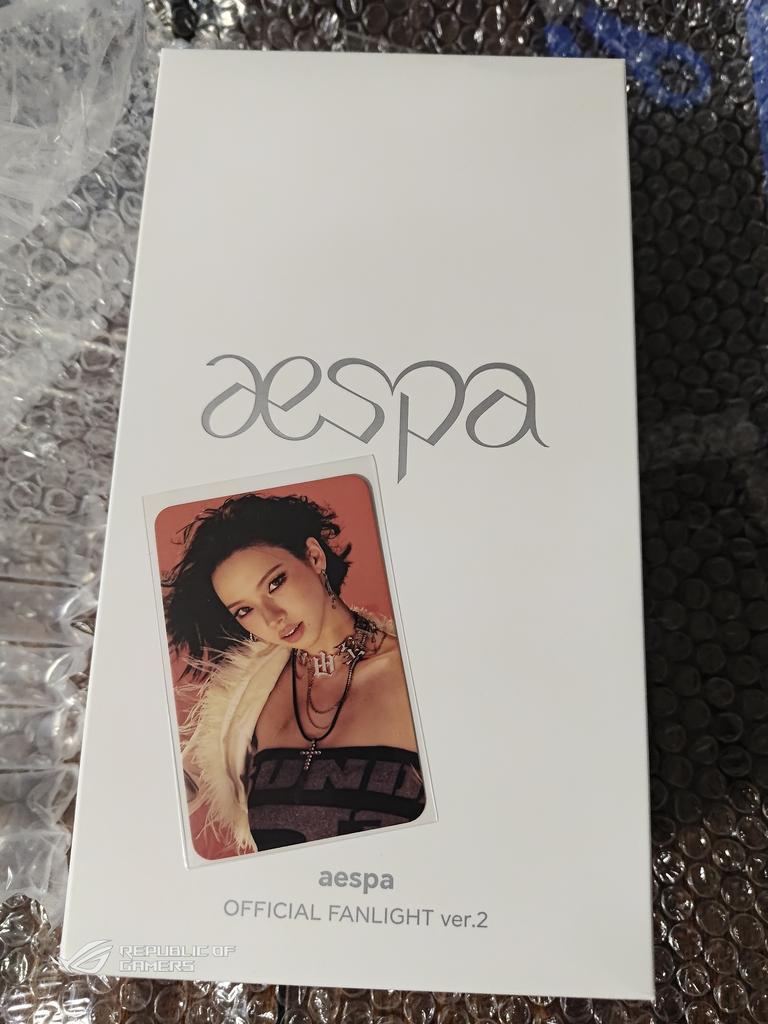 aespa
aespa
OFFICIAL FANLIGHT ver.2
REPUBLIC OF
GAMERS